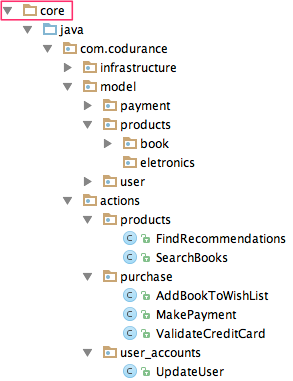 core
java
com.codurance
infrastructure
model
payment
products
book
eletronics
user
actions
products
FindRecommendations
SearchBooks
purchase
AddBookToWishList
MakePayment
ValidateCreditCard
user_accounts
UpdateUser